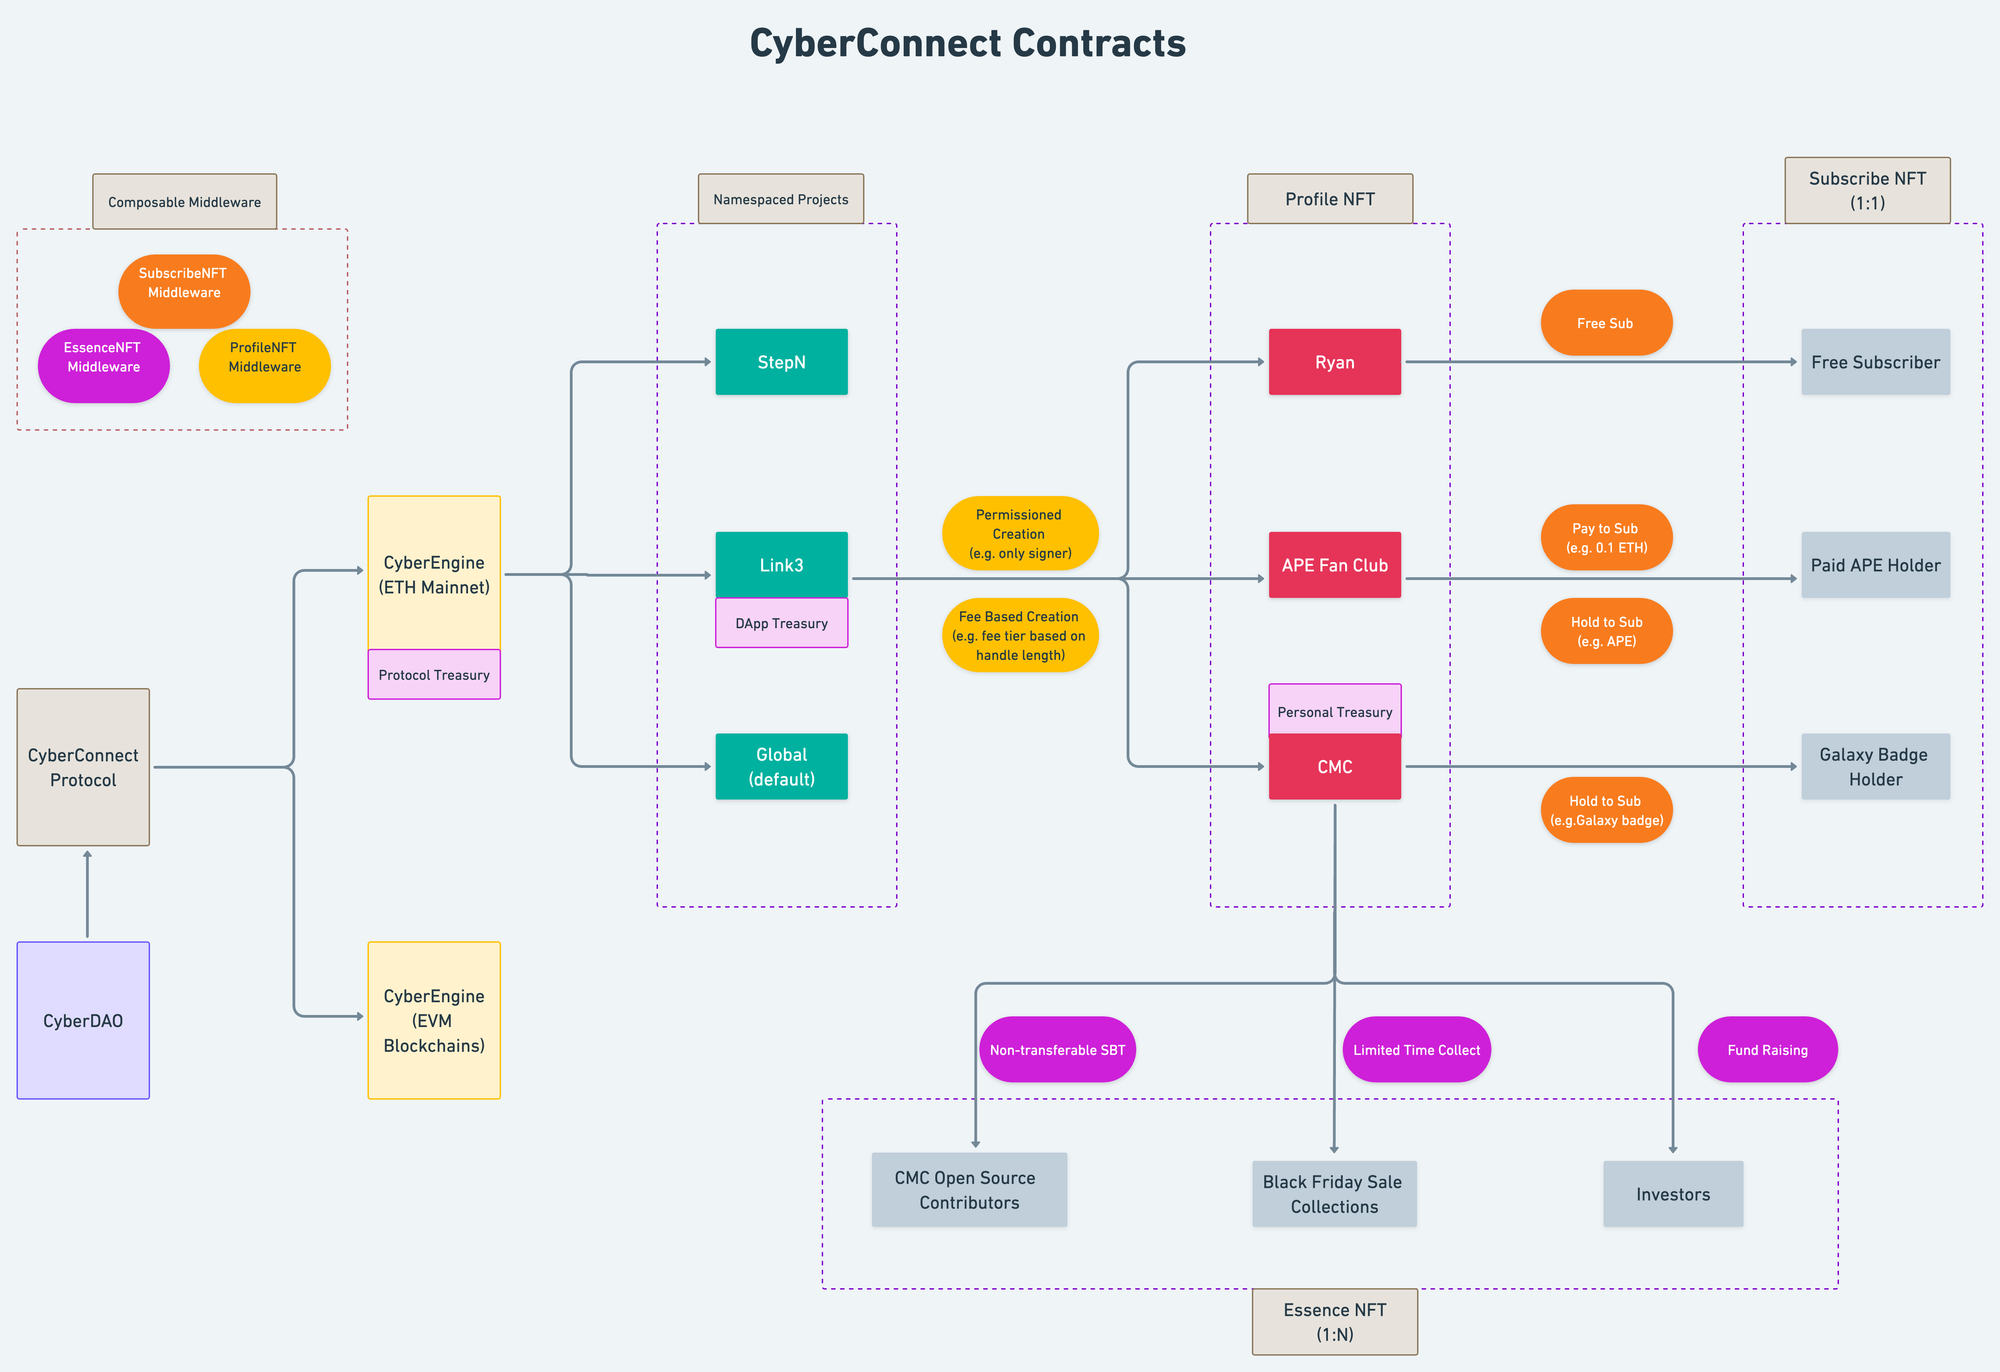 CyberConnect Contracts
Composable Middleware
SubscribeNFT
Middleware
EssenceNFT
Middleware
ProfileNFT
Middleware
Namespaced Projects
Profile NFT
Subscribe NFT
(1:1)
StepN
Ryan
Free Sub
Free Subscriber
CyberEngine
(ETH Mainnet)
Protocol Treasury
Link3
DApp Treasury
Permissioned
Creation
(e.g. only signer)
Fee Based Creation
(e.g. fee tier based on
handle length)
APE Fan Club
Pay to Sub
(e.g. 0.1 ETH)
Hold to Sub
(e.g. APE)
Paid APE Holder
CyberConnect
Protocol
Global
(default)
Personal Treasury
CMC
Hold to Sub
(e.g.Galaxy badge)
Galaxy Badge
Holder
CyberDAO
CyberEngine
(EVM
Blockchains)
Non-transferable SBT
Limited Time Collect
Fund Raising
CMC Open Source
Contributors
Black Friday Sale
Collections
Investors
Essence NFT
(1:N)